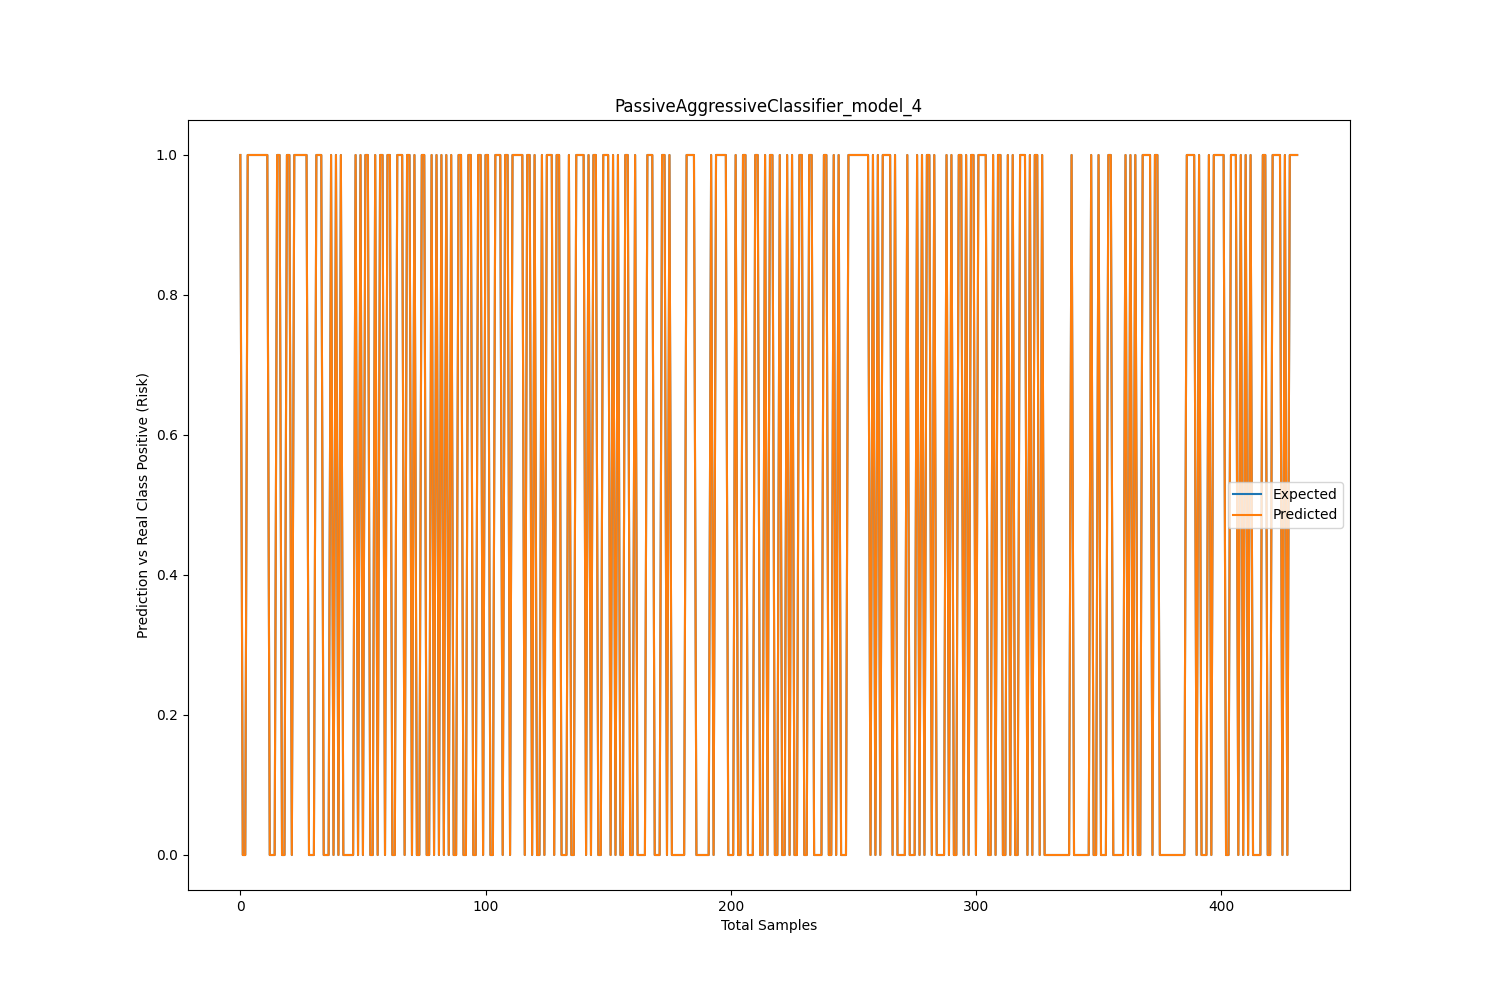 PassiveAggressiveClassifier_model_4
1.0
0.8
0.6
0.4
0.2
0.0
Prediction vs Real Class Positive (Risk)
Expected
Predicted
0
100
200
300
400
Total Samples